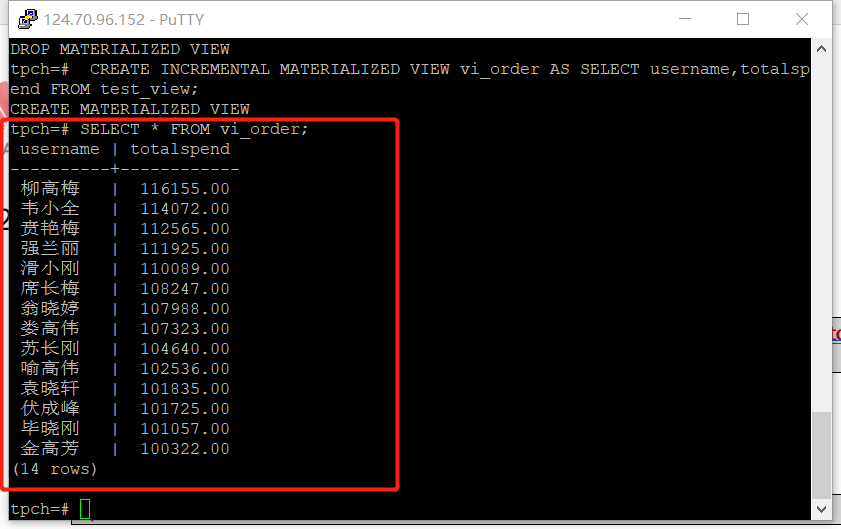 124.70.96.152 - PuTTY
DROP MATERIALIZED VIEW
tpch=#  CREATE INCREMENTAL MATERIALIZED VIEW vi_order AS SELECT username,totalsp
end FROM test_view;
CREATE MATERIALIZED VIEW
tpch=# SELECT * FROM vi_order;
 username | totalspend
----------+------------
 柳高梅   |  116155.00
 韦小全   |  114072.00
 贲艳梅   |  112565.00
 强兰丽   |  111925.00
 滑小刚   |  110089.00
 席长梅   |  108247.00
 翁晓婷   |  107988.00
 娄高伟   |  107323.00
 苏长刚   |  104640.00
 喻高伟   |  102536.00
 袁晓轩   |  101835.00
 伏成峰   |  101725.00
 毕晓刚   |  101057.00
 金高芳   |  100322.00
(14 rows)
tpch=#